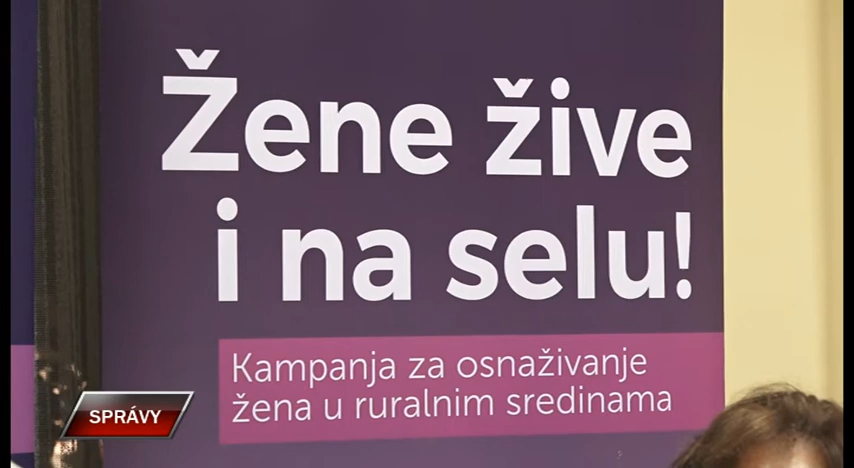 Žene žive
i na selu!
Kampanja za osnaživanje
žena u ruralnim sredinama
SPRÁVY